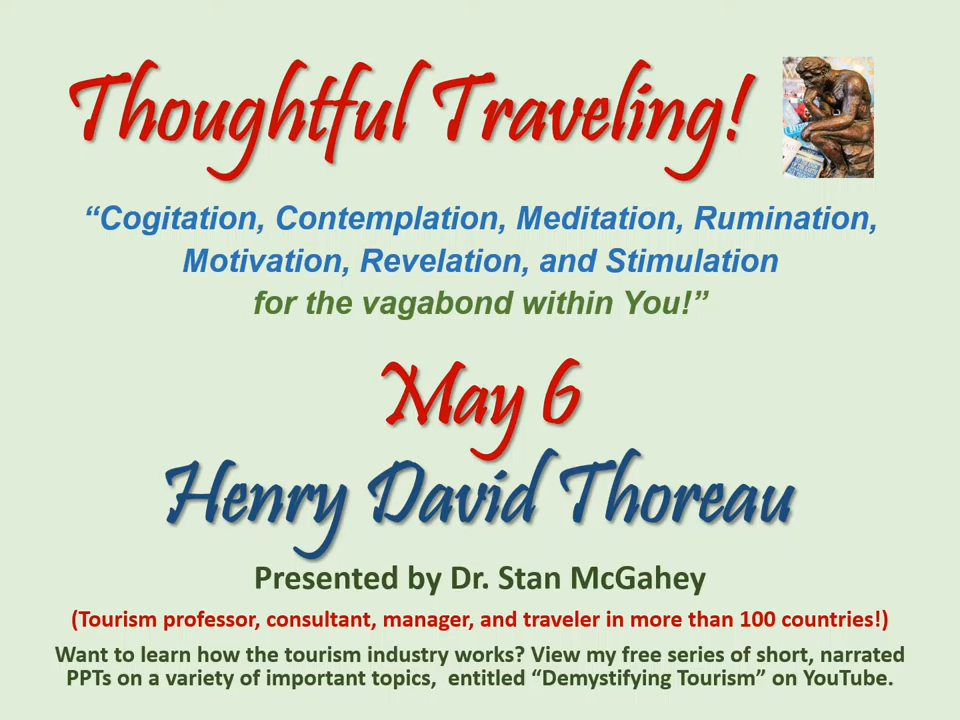 Thoughtful Traveling!
“Cogitation, Contemplation, Meditation, Rumination,
Motivation, Revelation, and Stimulation
for the vagabond within You!”
May 6
Henry David Thoreau
Presented by Dr. Stan McGahey
(Tourism professor, consultant, manager, and traveler in more than 100 countries!)
Want to learn how the tourism industry works? View my free series of short, narrated
PPTs on a variety of important topics,  entitled “Demystifying Tourism” on YouTube.